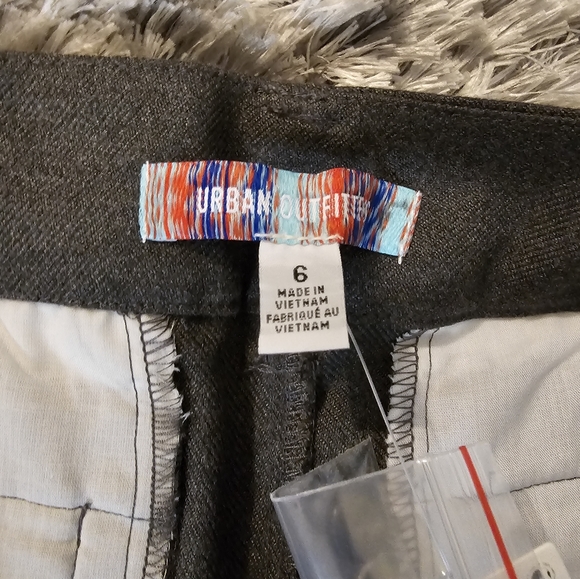 URBAN OUTFITTERS
6
MADE IN
VIETNAM
FABRIQUÉ AU
VIETNAM